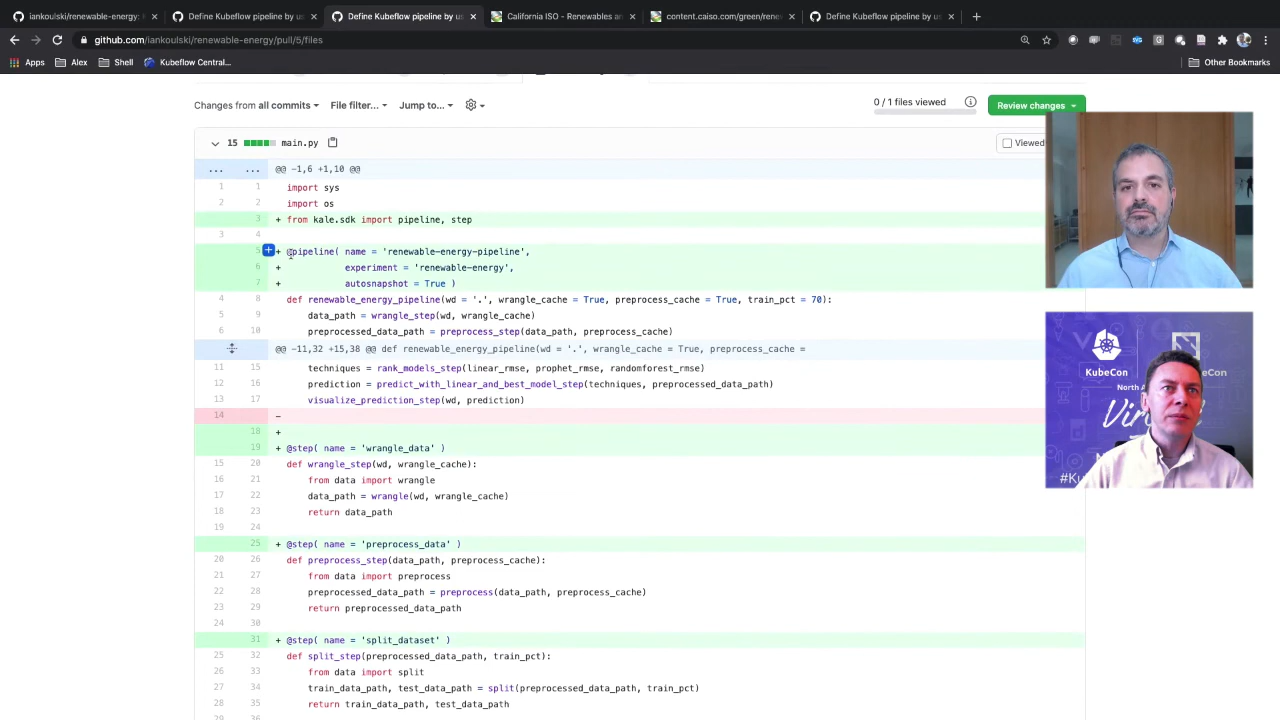 iankoulski/renewable-energy: K
Define Kubeflow pipeline by us
Define Kubeflow pipeline by us
California ISO - Renewables an
content.caiso.com/green/renew
Define Kubeflow pipeline by us
github.com/iankoulski/renewable-energy/pull/5/files
Apps Alex Shell Kubeflow Central... Other Bookmarks
Changes from all commits File filter... Jump to... 0 / 1 files viewed Review changes
15 main.py Viewed
... ... @@ -1,6 +1,10 @@
1 1 import sys
2 2 import os
3 + from kale.sdk import pipeline, step
3 4
5 + @pipeline( name = 'renewable-energy-pipeline',
6 + experiment = 'renewable-energy',
7 + autosnapshot = True )
4 8 def renewable_energy_pipeline(wd = '.', wrangle_cache = True, preprocess_cache = True, train_pct = 70):
5 9 data_path = wrangle_step(wd, wrangle_cache)
6 10 preprocessed_data_path = preprocess_step(data_path, preprocess_cache)
@@ -11,32 +15,38 @@ def renewable_energy_pipeline(wd = '.', wrangle_cache = True, preprocess_cache =
11 15 techniques = rank_models_step(linear_rmse, prophet_rmse, randomforest_rmse)
12 16 prediction = predict_with_linear_and_best_model_step(techniques, preprocessed_data_path)
13 17 visualize_prediction_step(wd, prediction)
14 -
18 +
19 + @step( name = 'wrangle_data' )
15 20 def wrangle_step(wd, wrangle_cache):
16 21 from data import wrangle
17 22 data_path = wrangle(wd, wrangle_cache)
18 23 return data_path
19 24
25 + @step( name = 'preprocess_data' )
20 26 def preprocess_step(data_path, preprocess_cache):
21 27 from data import preprocess
22 28 preprocessed_data_path = preprocess(data_path, preprocess_cache)
23 29 return preprocessed_data_path
24 30
31 + @step( name = 'split_dataset' )
25 32 def split_step(preprocessed_data_path, train_pct):
26 33 from data import split
27 34 train_data_path, test_data_path = split(preprocessed_data_path, train_pct)
28 35 return train_data_path, test_data_path
29 36
KubeCon
North A
#Ku